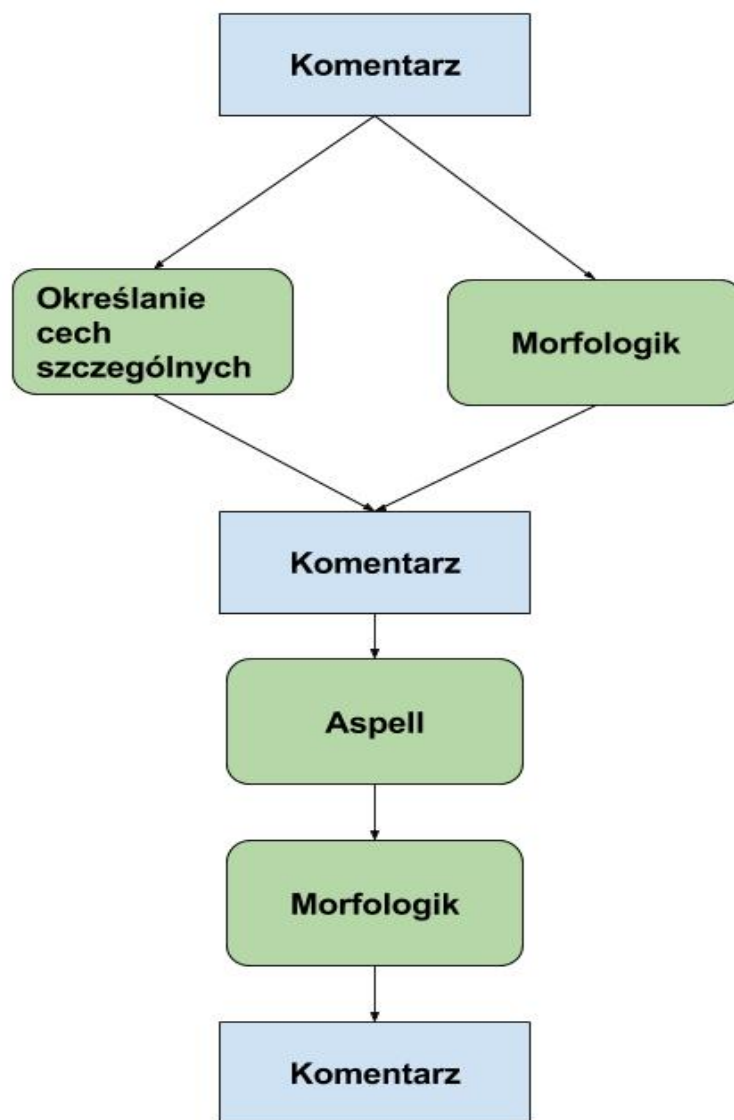 Komentarz
Określanie
cech
szczególnych
Morfologik
Komentarz
Aspell
Morfologik
Komentarz